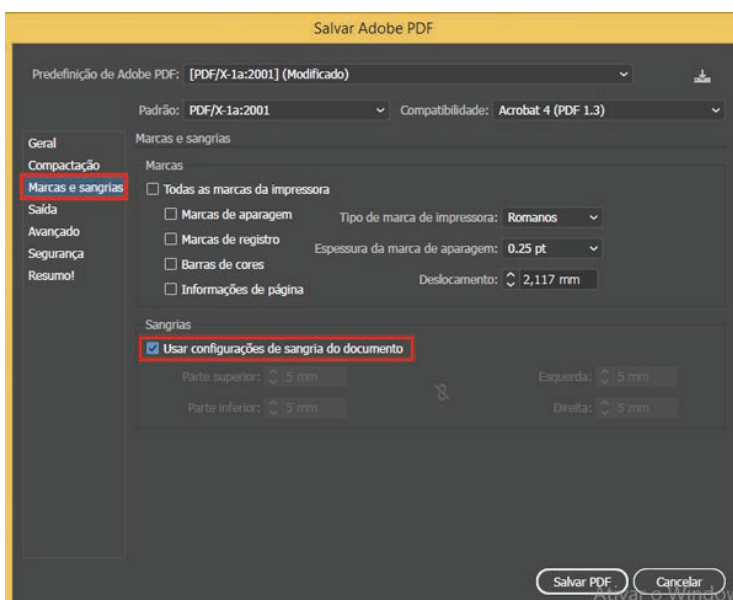 Salvar Adobe PDF
Predefinição de Adobe PDF: [PDF/X-1a:2001] (Modificado)
Padrão: PDF/X-1a:2001 Compatibilidade: Acrobat 4 (PDF 1.3)
Geral
Compactação
Marcas e sangrias
Saída
Avançado
Segurança
Resumo!
Marcas e sangrias
Marcas
Todas as marcas da impressora
Marcas de aparagem
Marcas de registro
Barras de cores
Informações de página
Tipo de marca de impressora: Romanos
Espessura da marca de aparagem: 0.25 pt
Deslocamento: 2,117 mm
Sangrias
Usar configurações de sangria do documento
Parte superior: 5 mm Esquerda: 5 mm
Parte inferior: 5 mm Direita: 5 mm
Salvar PDF Cancelar
Ativar o Window